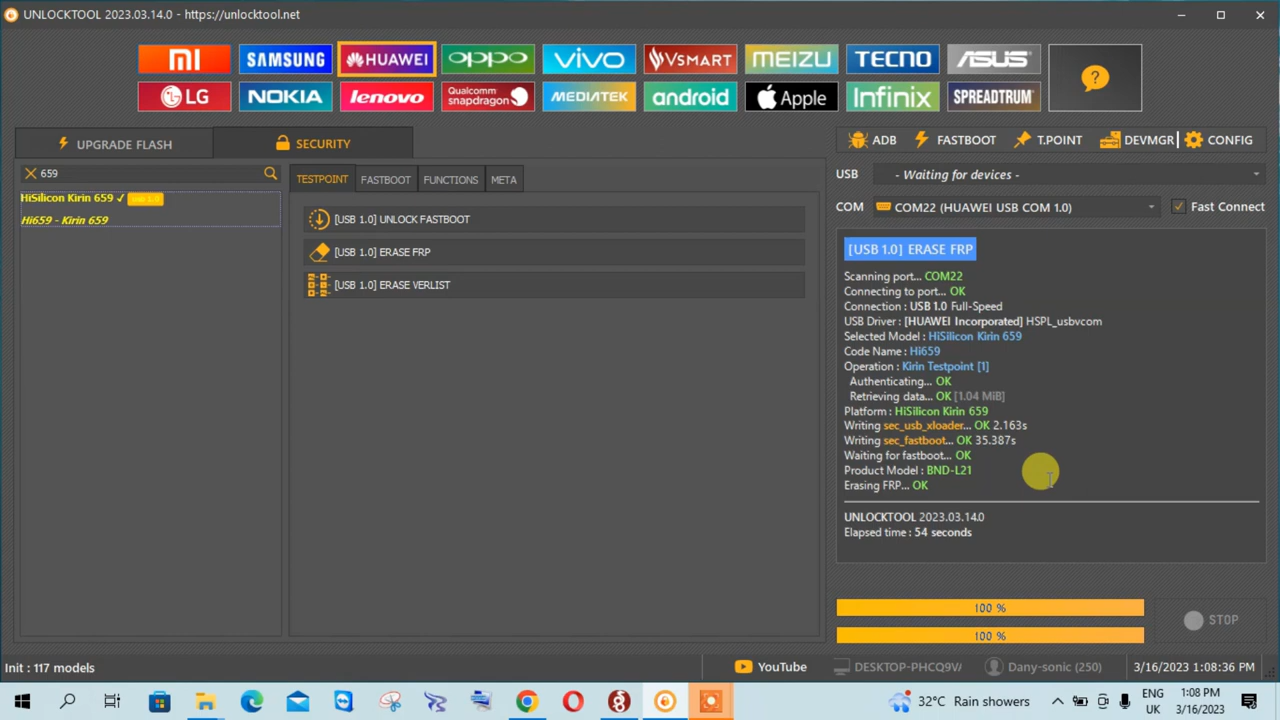 UNLOCKTOOL 2023.03.14.0 - https://unlocktool.net
SAMSUNG
HUAWEI
oppo
vivo
VSMART
MEIZU
TECNO
ASUS
?
LG
NOKIA
lenovo
Qualcomm snapdragon
MEDIATEK
android
Apple
Infinix
SPREADTRUM
UPGRADE FLASH
SECURITY
ADB
FASTBOOT
T.POINT
DEVMGR
CONFIG
659
HiSilicon Kirin 659 ✓ USB 1.0
Hi659 - Kirin 659
TESTPOINT
FASTBOOT
FUNCTIONS
META
[USB 1.0] UNLOCK FASTBOOT
[USB 1.0] ERASE FRP
[USB 1.0] ERASE VERLIST
USB - Waiting for devices -
COM COM22 (HUAWEI USB COM 1.0)
Fast Connect
[USB 1.0] ERASE FRP
Scanning port... COM22
Connecting to port... OK
Connection : USB 1.0 Full-Speed
USB Driver : [HUAWEI Incorporated] HSPL_usbvcom
Selected Model : HiSilicon Kirin 659
Code Name : Hi659
Operation : Kirin Testpoint [1]
Authenticating... OK
Retrieving data... OK [1.04 MiB]
Platform : HiSilicon Kirin 659
Writing sec_usb_xloader... OK 2.163s
Writing sec_fastboot... OK 35.387s
Waiting for fastboot... OK
Product Model : BND-L21
Erasing FRP... OK
UNLOCKTOOL 2023.03.14.0
Elapsed time : 54 seconds
100 %
100 %
STOP
Init : 117 models
YouTube
DESKTOP-PHCQ9V/
Dany-sonic (250)
3/16/2023 1:08:36 PM
32°C Rain showers
ENG
UK
1:08 PM
3/16/2023